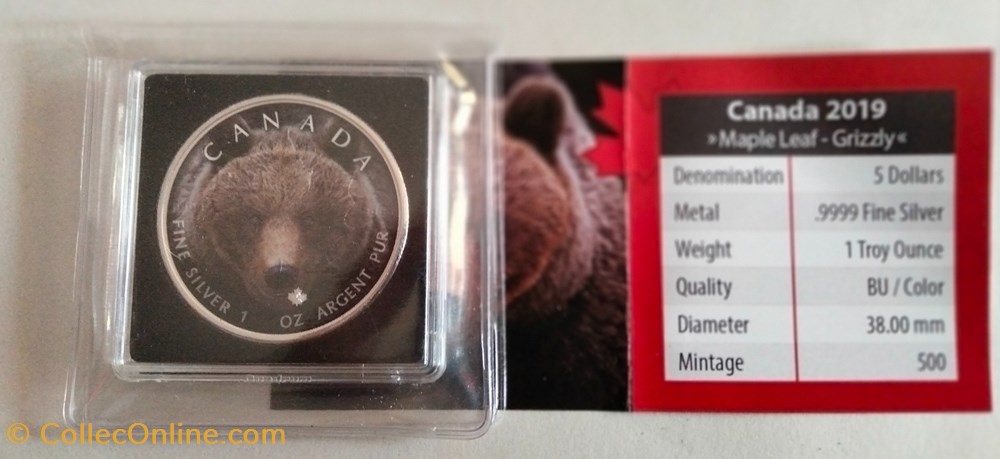 CANADA
FINE SILVER 1 OZ ARGENT PUR
Canada 2019
»Maple Leaf - Grizzly«
Denomination 5 Dollars
Metal .9999 Fine Silver
Weight 1 Troy Ounce
Quality BU / Color
Diameter 38.00 mm
Mintage 500
© CollecOnline.com